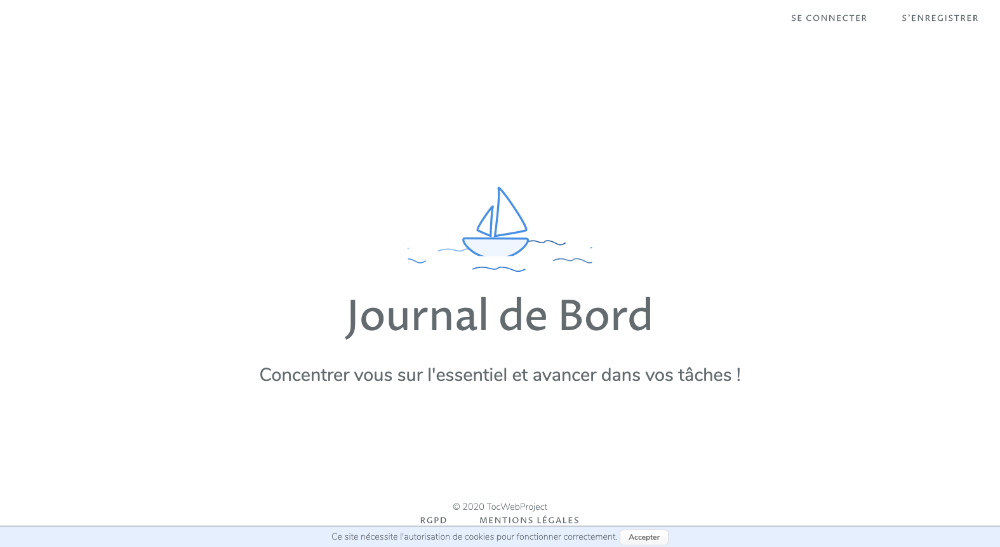 SE CONNECTER S'ENREGISTRER
Journal de Bord
Concentrer vous sur l'essentiel et avancer dans vos tâches !
© 2020 TocWebProject
RGPD MENTIONS LÉGALES
Ce site nécessite l'autorisation de cookies pour fonctionner correctement. Accepter